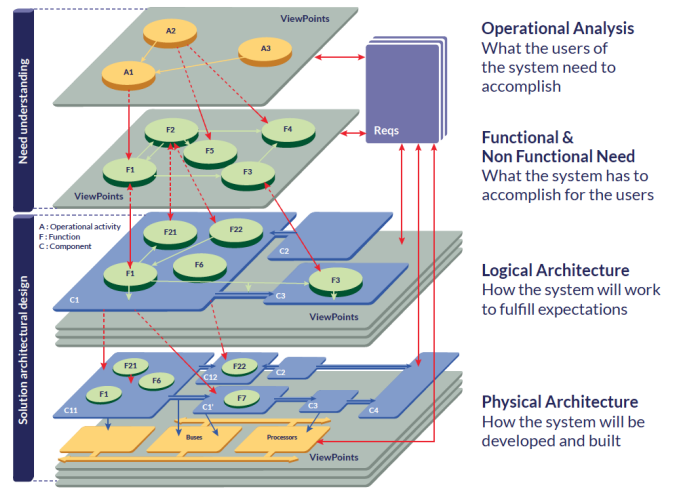 Need understanding
ViewPoints
A2
A3
A1
Reqs
Operational Analysis
What the users of
the system need to
accomplish
F2
F4
F5
F1
F3
ViewPoints
Functional &
Non Functional Need
What the system has to
accomplish for the users
Solution architectural design
A : Operational activity
F : Function
C : Component
F21
F22
C2
F1
F6
F3
C1
C3
ViewPoints
Logical Architecture
How the system will work
to fulfill expectations
F21
F6
F1
C11
F22
C12
C2
F7
C1'
C3
C4
Buses
Processors
ViewPoints
Physical Architecture
How the system will be
developed and built